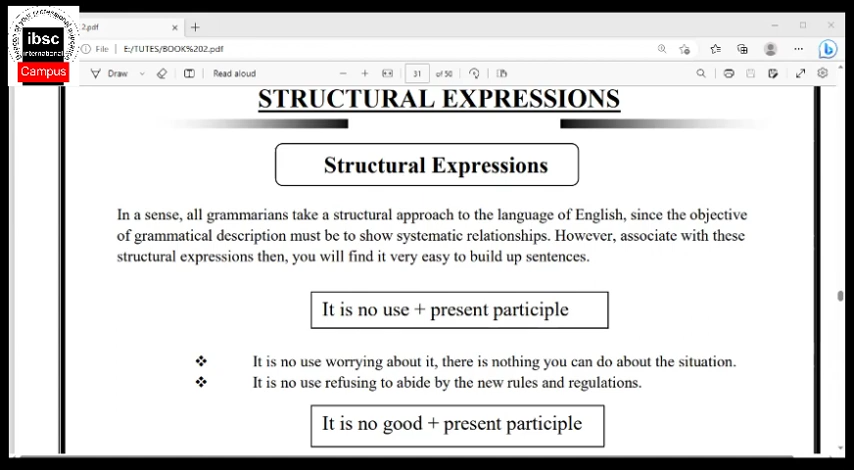 ibsc
international
Campus
2.pdf
File E:/TUTES/BOOK%202.pdf
Draw Read aloud 31 of 50
STRUCTURAL EXPRESSIONS
Structural Expressions
In a sense, all grammarians take a structural approach to the language of English, since the objective
of grammatical description must be to show systematic relationships. However, associate with these
structural expressions then, you will find it very easy to build up sentences.
It is no use + present participle
❖ It is no use worrying about it, there is nothing you can do about the situation.
❖ It is no use refusing to abide by the new rules and regulations.
It is no good + present participle